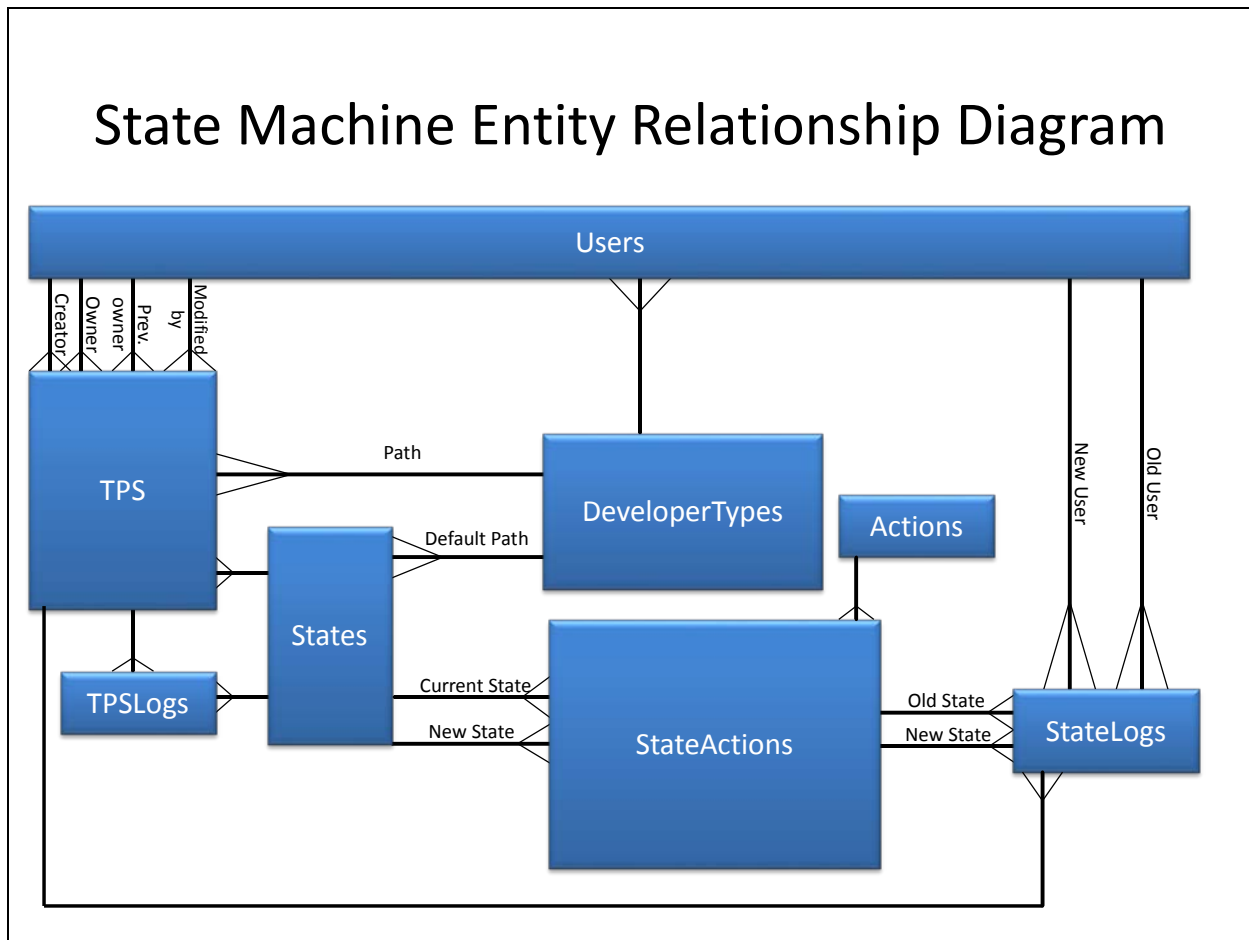 State Machine Entity Relationship Diagram
Users
Creator
Owner
Prev.
owner
Modified
by
New User
Old User
TPS
Path
DeveloperTypes
Actions
Default Path
States
TPSLogs
Current State
New State
StateActions
Old State
New State
StateLogs